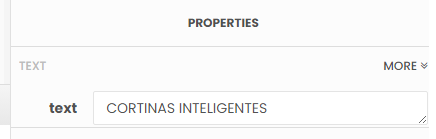 PROPERTIES
TEXT MORE
text CORTINAS INTELIGENTES